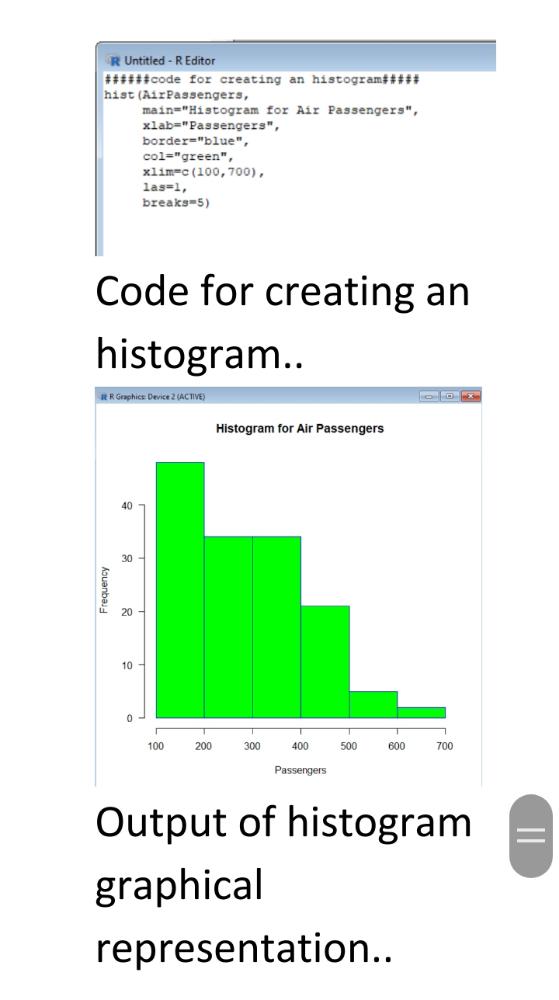 Untitled - R Editor
######code for creating an histogram#####
hist(AirPassengers,
main="Histogram for Air Passengers",
xlab="Passengers",
border="blue",
col="green",
xlim=c(100,700),
las=1,
breaks=5)
Code for creating an
histogram..
R Graphics: Device 2 (ACTIVE)
Histogram for Air Passengers
40
30
20
10
0
Frequency
100 200 300 400 500 600 700
Passengers
Output of histogram
graphical
representation..